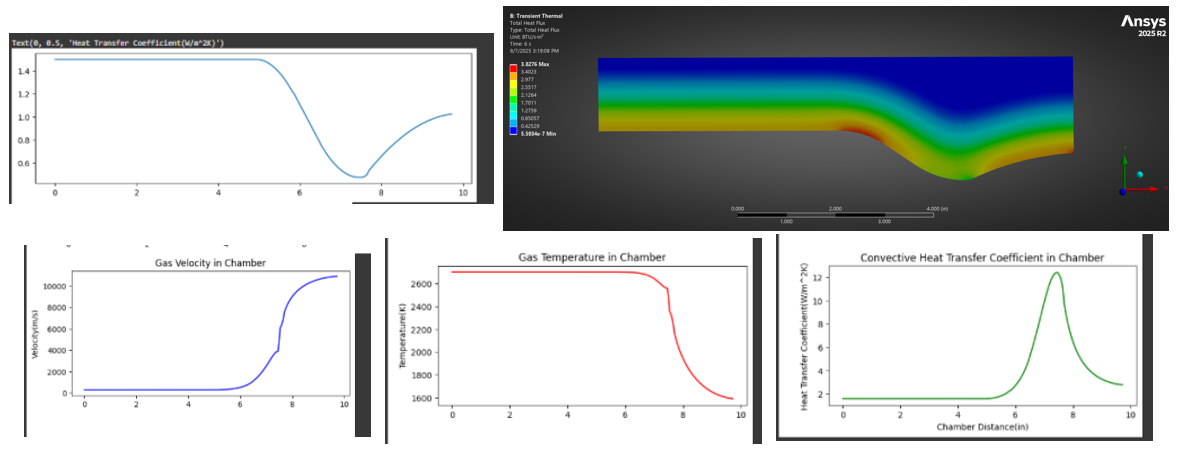 Text(0, 0.5, 'Heat Transfer Coefficient(W/m^2K)')
1.4
1.2
1.0
0.8
0.6
0 2 4 6 8 10
B: Transient Thermal
Total Heat Flux
Type: Total Heat Flux
Unit: BTU/s·in²
Time: 6 s
9/7/2025 3:19:08 PM
3.8276 Max
3.4023
2.977
2.5517
2.1264
1.7011
1.2759
0.85057
0.42529
5.5934e-7 Min
Ansys
2025 R2
0.000 2.000 4.000 (in)
1.000 3.000
Gas Velocity in Chamber
Velocity(m/s)
10000
8000
6000
4000
2000
0
0 2 4 6 8 10
Gas Temperature in Chamber
Temperature(K)
2600
2400
2200
2000
1800
1600
0 2 4 6 8 10
Convective Heat Transfer Coefficient in Chamber
Heat Transfer Coefficient(W/m^2K)
12
10
8
6
4
2
0 2 4 6 8 10
Chamber Distance(in)